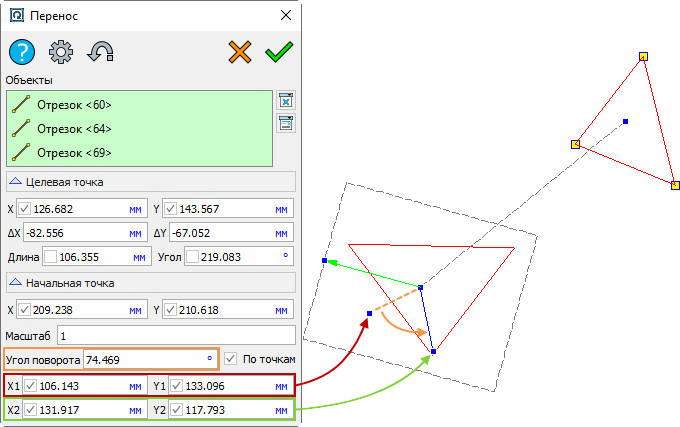 Перенос
?
Объекты
Отрезок <60>
Отрезок <64>
Отрезок <69>
Целевая точка
X 126.682 мм Y 143.567 мм
ΔX -82.556 мм ΔY -67.052 мм
Длина 106.355 мм Угол 219.083 °
Начальная точка
X 209.238 мм Y 210.618 мм
Масштаб 1
Угол поворота 74.469 ° По точкам
X1 106.143 мм Y1 133.096 мм
X2 131.917 мм Y2 117.793 мм